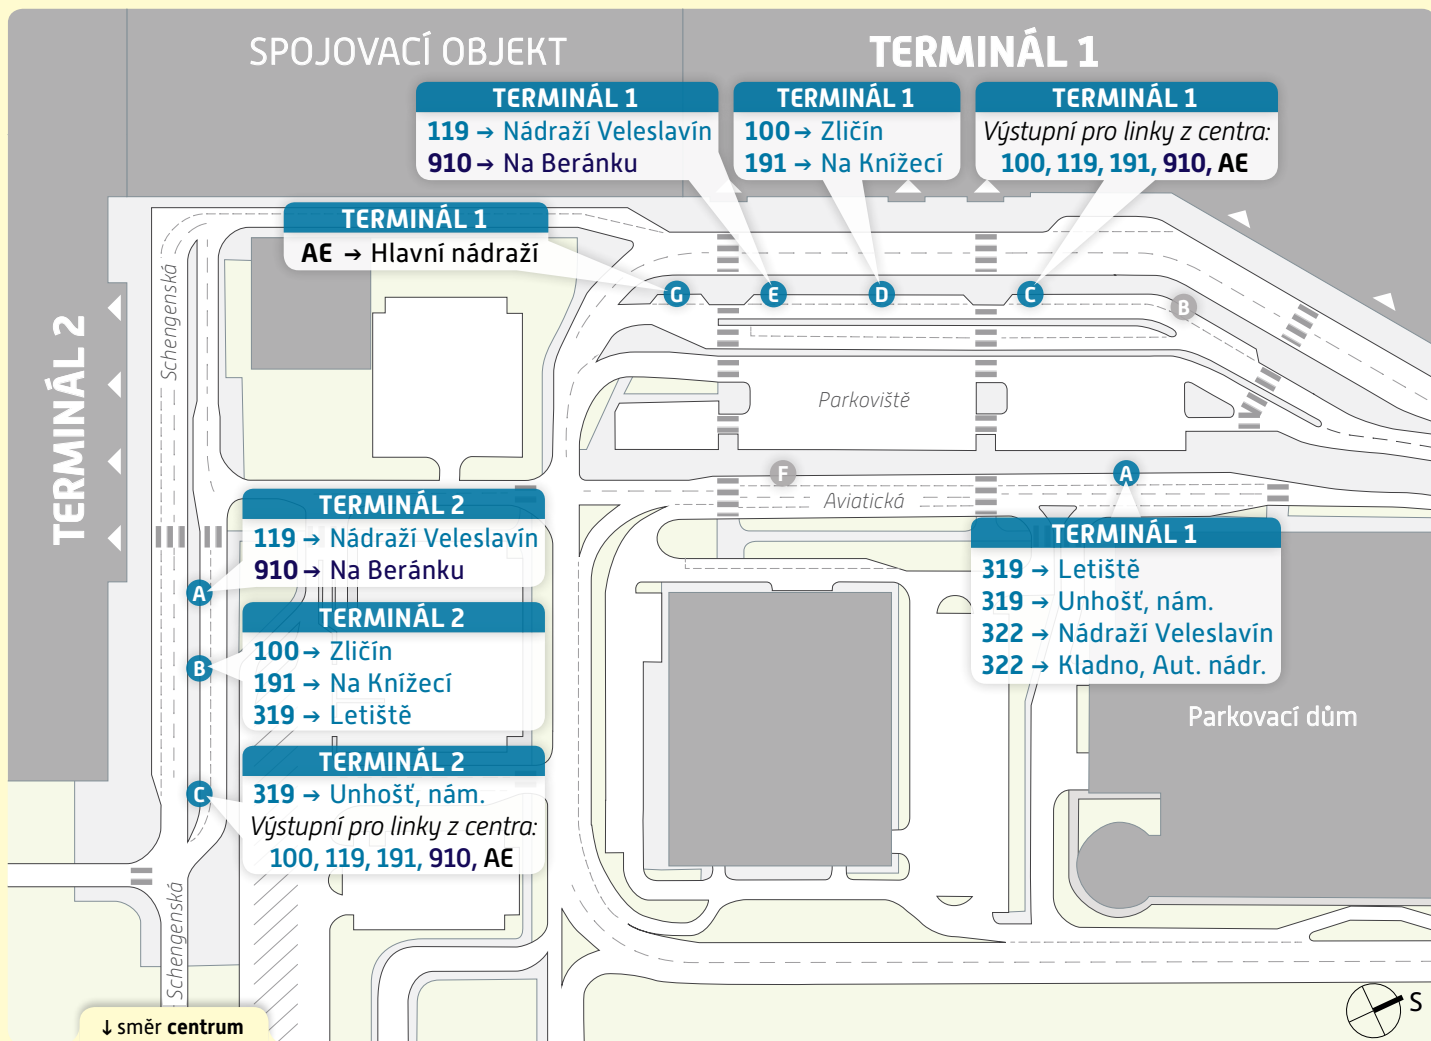 SPOJOVACÍ OBJEKT
TERMINÁL 1
TERMINÁL 1
119 → Nádraží Veleslavín
910 → Na Beránku
TERMINÁL 1
100 → Zličín
191 → Na Knížecí
TERMINÁL 1
Výstupní pro linky z centra:
100, 119, 191, 910, AE
TERMINÁL 1
AE → Hlavní nádraží
G
E
D
C
B
Schengenská
TERMINÁL 2
Parkoviště
F
A
Aviatická
TERMINÁL 2
119 → Nádraží Veleslavín
910 → Na Beránku
A
TERMINÁL 1
319 → Letiště
319 → Unhošť, nám.
322 → Nádraží Veleslavín
322 → Kladno, Aut. nádr.
TERMINÁL 2
100 → Zličín
191 → Na Knížecí
319 → Letiště
B
Parkovací dům
TERMINÁL 2
319 → Unhošť, nám.
Výstupní pro linky z centra:
100, 119, 191, 910, AE
C
Schengenská
↓ směr centrum
S